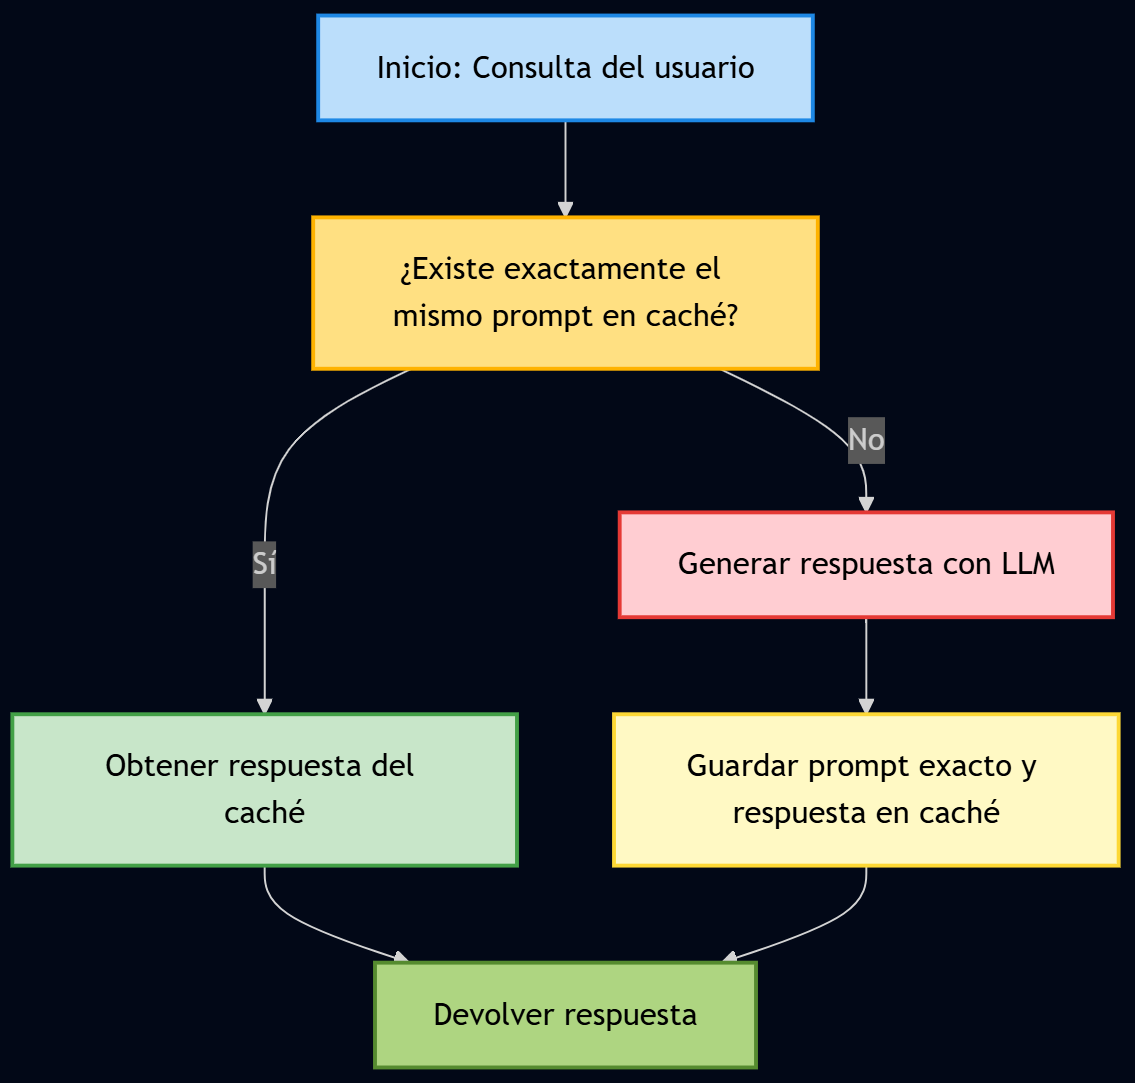 Inicio: Consulta del usuario
¿Existe exactamente el
mismo prompt en caché?
No
Sí
Generar respuesta con LLM
Obtener respuesta del
caché
Guardar prompt exacto y
respuesta en caché
Devolver respuesta